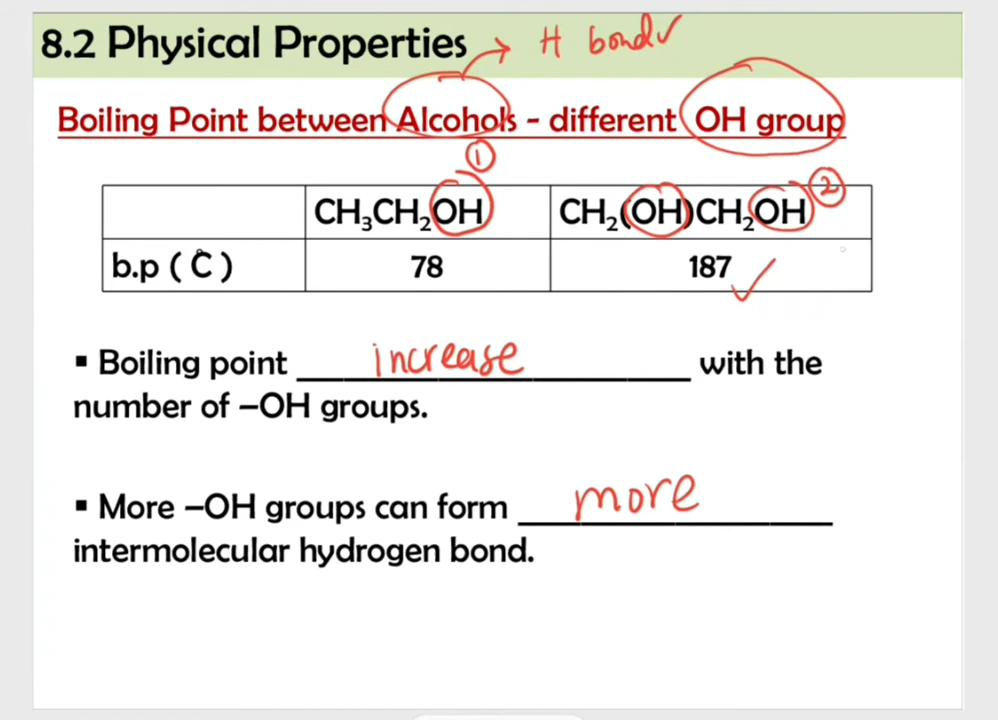 8.2 Physical Properties → H bond ✓
Boiling Point between Alcohols - different OH group
① ②
CH₃CH₂OH CH₂(OH)CH₂OH
b.p (°C) 78 187 ✓
▪ Boiling point increase with the
number of –OH groups.
▪ More –OH groups can form more
intermolecular hydrogen bond.